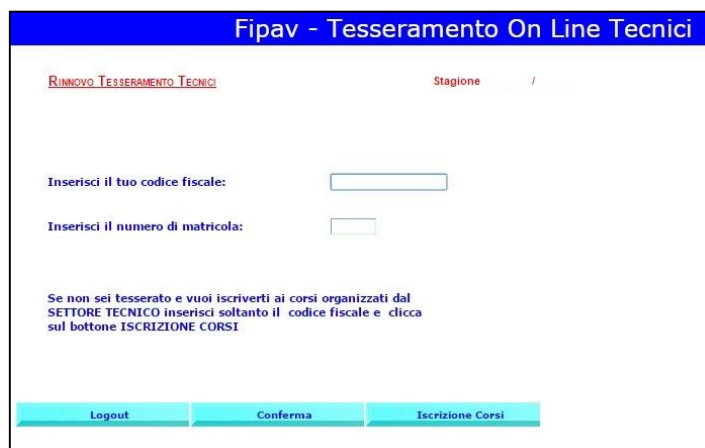 Fipav - Tesseramento On Line Tecnici
RINNOVO TESSERAMENTO TECNICI
Stagione /
Inserisci il tuo codice fiscale:
Inserisci il numero di matricola:
Se non sei tesserato e vuoi iscriverti ai corsi organizzati dal
SETTORE TECNICO inserisci soltanto il codice fiscale e clicca
sul bottone ISCRIZIONE CORSI
Logout
Conferma
Iscrizione Corsi